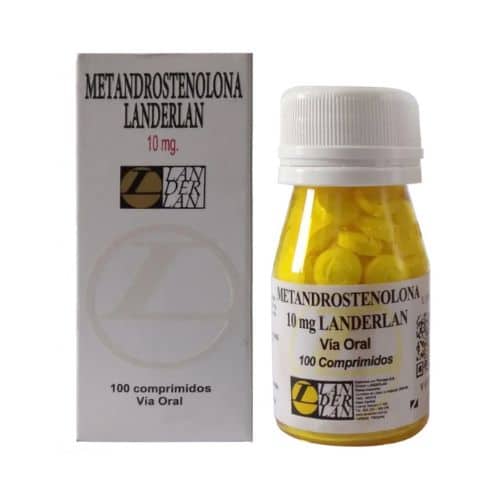 METANDROSTENOLONA
LANDERLAN
10 mg.
LAN
DER
LAN
100 comprimidos
Vía Oral
METANDROSTENOLONA
10 mg LANDERLAN
Vía Oral
100 Comprimidos
LAN
DER
LAN